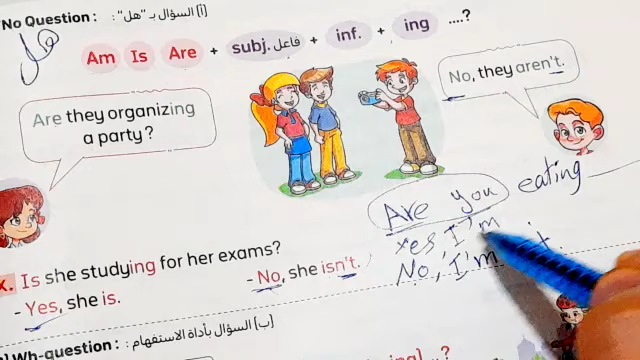 No Question : [أ] السؤال بـ "هل":
هل
Am Is Are + subj. فاعل + inf. + ing ....?
No, they aren't.
Are they organizing
a party?
Are you eating
yes, I'm
No, I'm
x. Is she studying for her exams?
- Yes, she is.
- No, she isn't.
Wh-question : [ب] السؤال بأداة الاستفهام :
ing) ...?